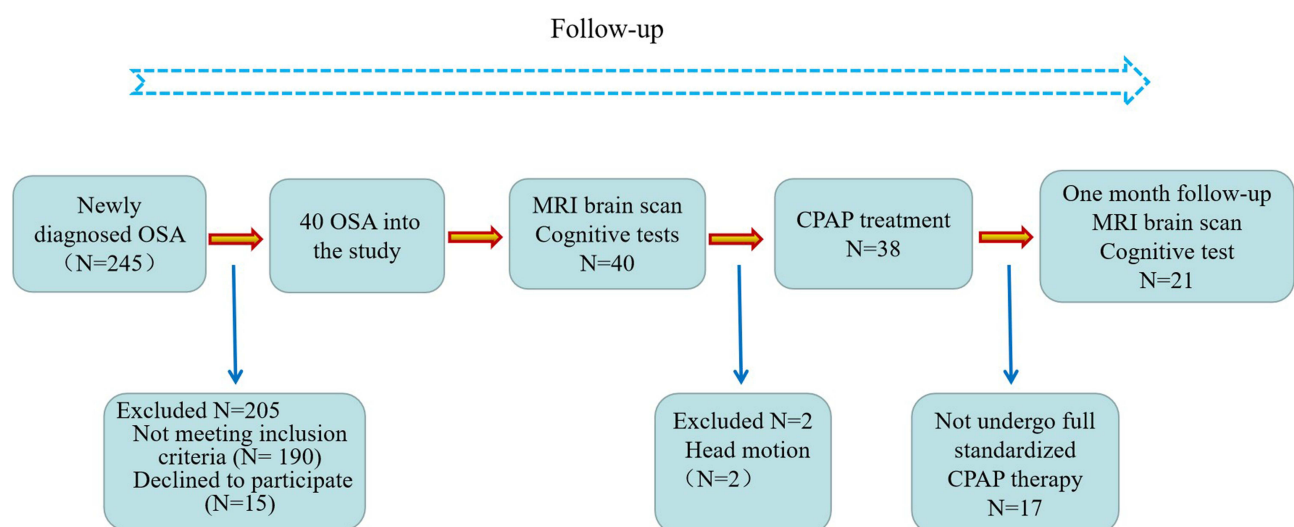 Follow-up
Newly
diagnosed OSA
（N=245）
40 OSA into
the study
MRI brain scan
Cognitive tests
N=40
CPAP treatment
N=38
One month follow-up
MRI brain scan
Cognitive test
N=21
Excluded N=205
Not meeting inclusion
criteria (N= 190)
Declined to participate
(N=15)
Excluded N=2
Head motion
（N=2）
Not undergo full
standardized
CPAP therapy
N=17